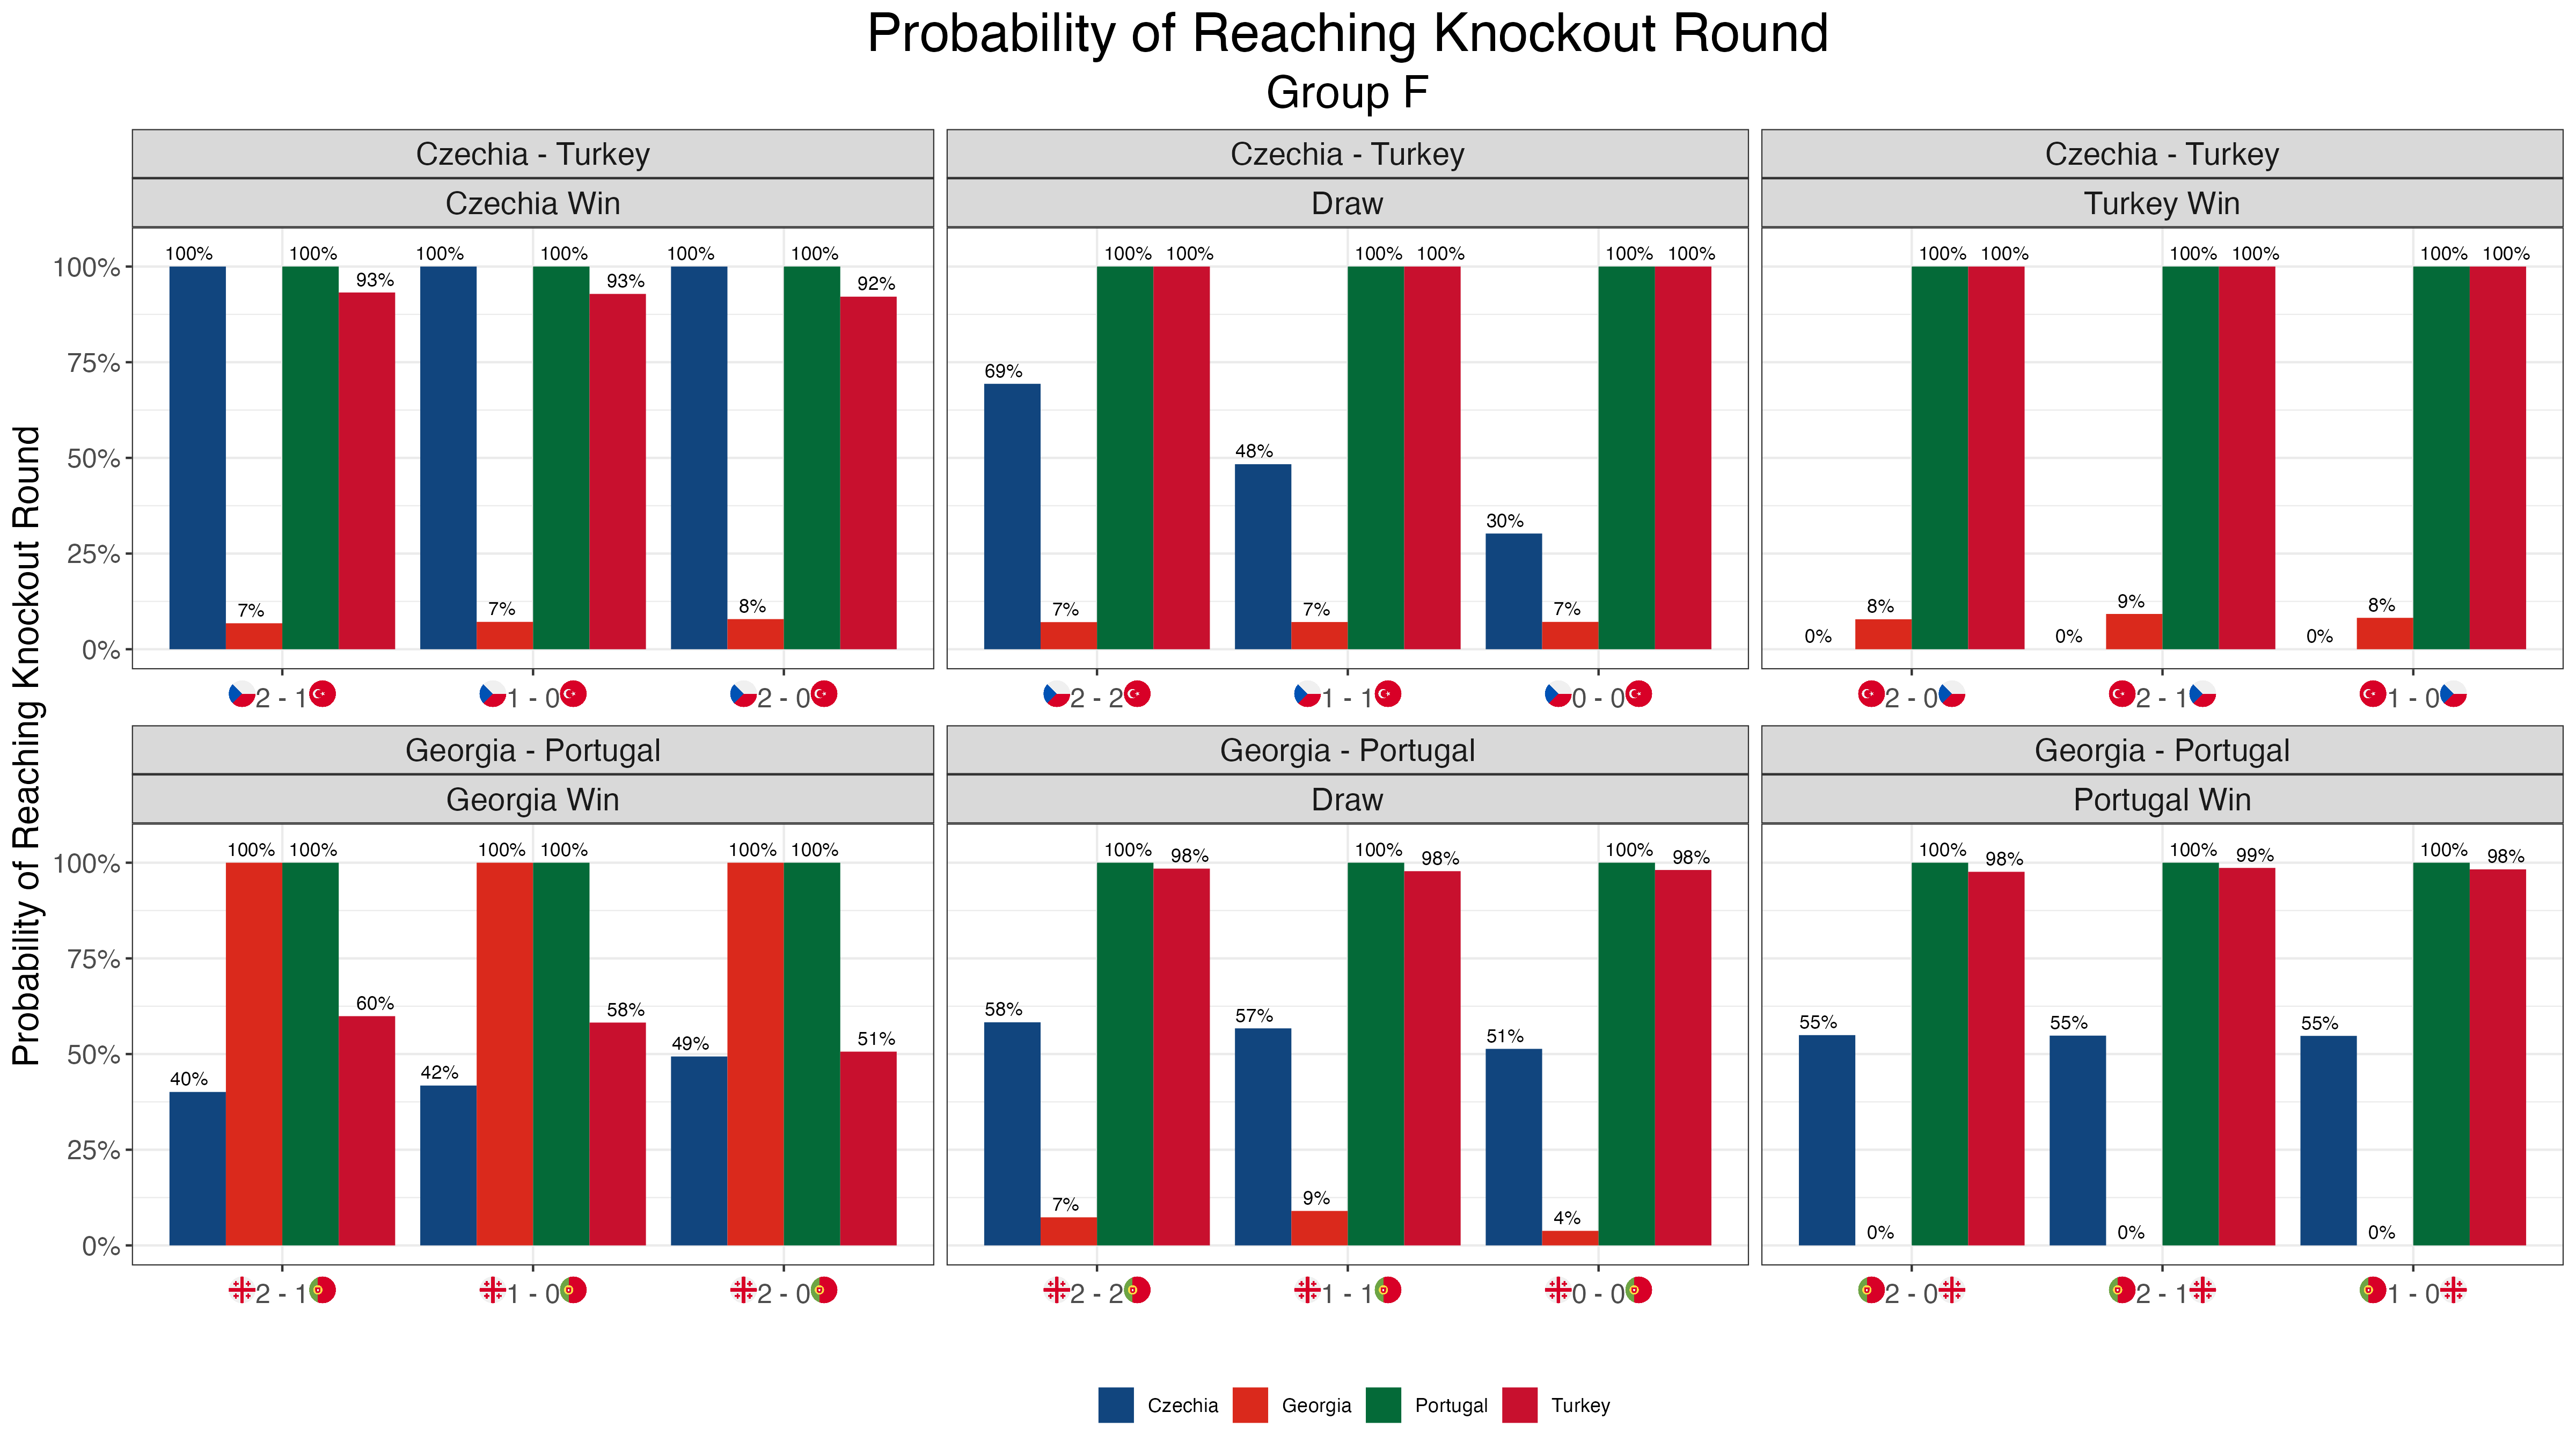 Probability of Reaching Knockout Round
Group F
Probability of Reaching Knockout Round
Czechia - Turkey
Czechia Win
100% 100% 93% 100% 100% 93% 100% 100% 92%
7% 7% 8%
100%
75%
50%
25%
0%
2 - 1 1 - 0 2 - 0
Czechia - Turkey
Draw
100% 100% 100% 100% 100% 100%
69%
48%
30%
7% 7% 7%
2 - 2 1 - 1 0 - 0
Czechia - Turkey
Turkey Win
100% 100% 100% 100% 100% 100%
0% 8% 0% 9% 0% 8%
2 - 0 2 - 1 1 - 0
Georgia - Portugal
Georgia Win
100% 100% 100% 100% 100% 100%
60% 58% 51%
40% 42% 49%
100%
75%
50%
25%
0%
2 - 1 1 - 0 2 - 0
Georgia - Portugal
Draw
100% 98% 100% 98% 100% 98%
58% 57% 51%
7% 9% 4%
2 - 2 1 - 1 0 - 0
Georgia - Portugal
Portugal Win
100% 98% 100% 99% 100% 98%
55% 55% 55%
0% 0% 0%
2 - 0 2 - 1 1 - 0
Czechia Georgia Portugal Turkey